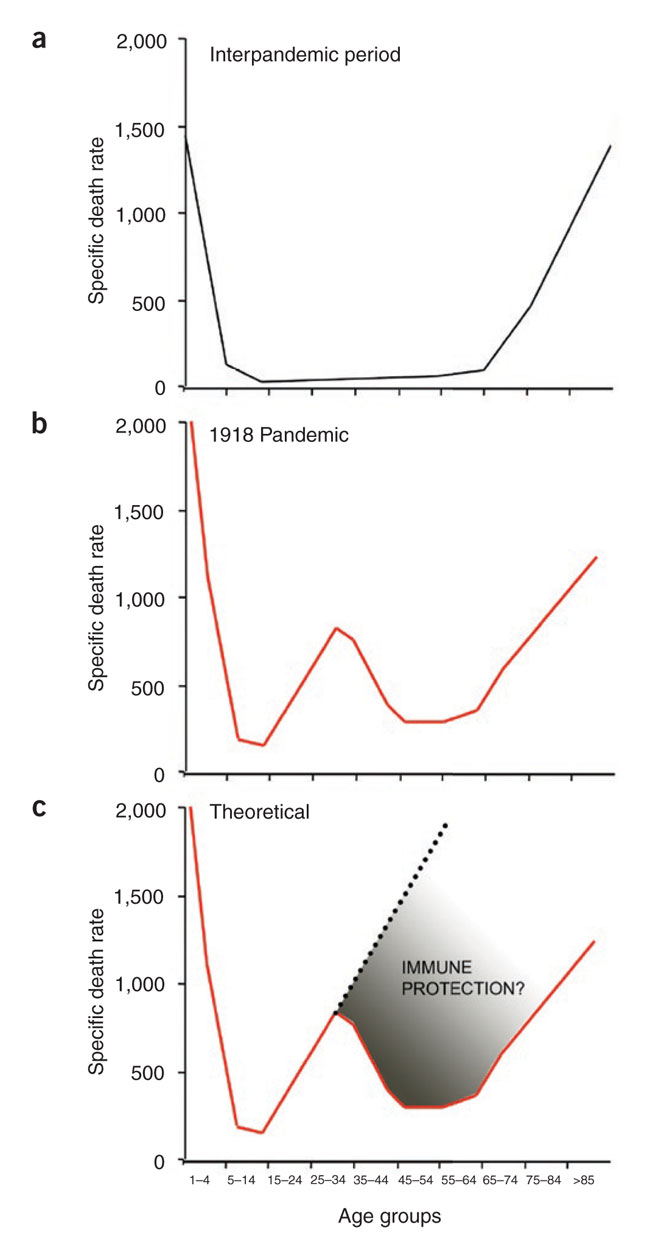 a
Interpandemic period
2,000
1,500
1,000
500
0
Specific death rate
b
1918 Pandemic
2,000
1,500
1,000
500
0
Specific death rate
c
Theoretical
2,000
1,500
1,000
500
0
Specific death rate
IMMUNE
PROTECTION?
1–4 5–14 15–24 25–34 35–44 45–54 55–64 65–74 75–84 >85
Age groups